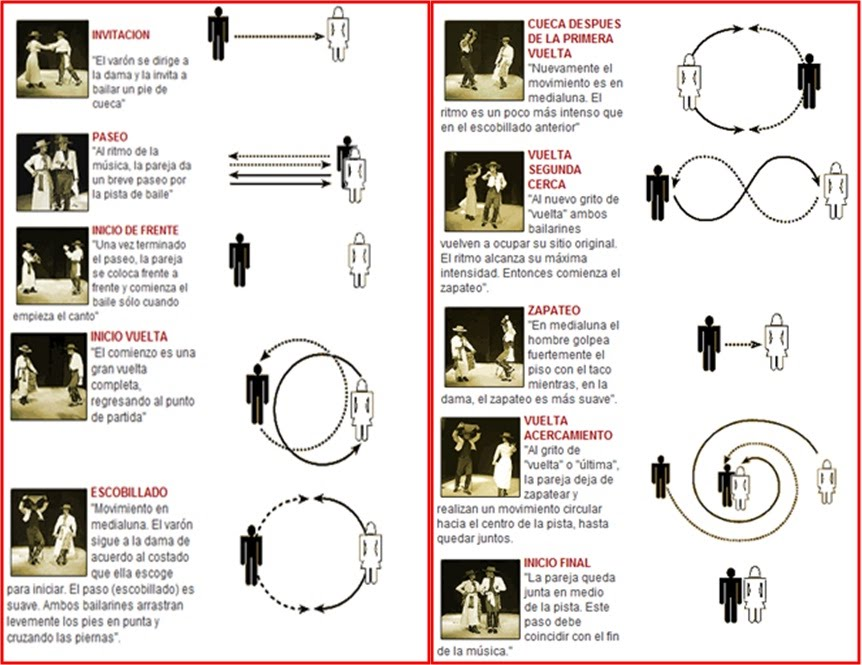 INVITACION
"El varón se dirige a
la dama y la invita a
bailar un pie de
cueca"
PASEO
"Al ritmo de la
música, la pareja da
un breve paseo por
la pista de baile"
INICIO DE FRENTE
"Una vez terminado
el paseo, la pareja
se coloca frente a
frente y comienza el
baile sólo cuando
empieza el canto"
INICIO VUELTA
"El comienzo es una
gran vuelta
completa,
regresando al punto
de partida"
ESCOBILLADO
"Movimiento en
medialuna. El varón
sigue a la dama de
acuerdo al costado
que ella escoge
para iniciar. El paso (escobillado) es
suave. Ambos bailarines arrastran
levemente los pies en punta y
cruzando las piernas".
CUECA DESPUES
DE LA PRIMERA
VUELTA
"Nuevamente el
movimiento es en
medialuna. El
ritmo es un poco más intenso que
en el escobillado anterior"
VUELTA
SEGUNDA
CERCA
"Al nuevo grito de
"vuelta" ambos
bailarines
vuelven a ocupar su sitio original.
El ritmo alcanza su máxima
intensidad. Entonces comienza el
zapateo".
ZAPATEO
"En medialuna el
hombre golpea
fuertemente el
piso con el taco
mientras, en la
dama, el zapateo es más suave".
VUELTA
ACERCAMIENTO
"Al grito de
"vuelta" o "última",
la pareja deja de
zapatear y
realizan un movimiento circular
hacia el centro de la pista, hasta
quedar juntos.
INICIO FINAL
"La pareja queda
junta en medio
de la pista. Este
paso debe
coincidir con el fin
de la música."